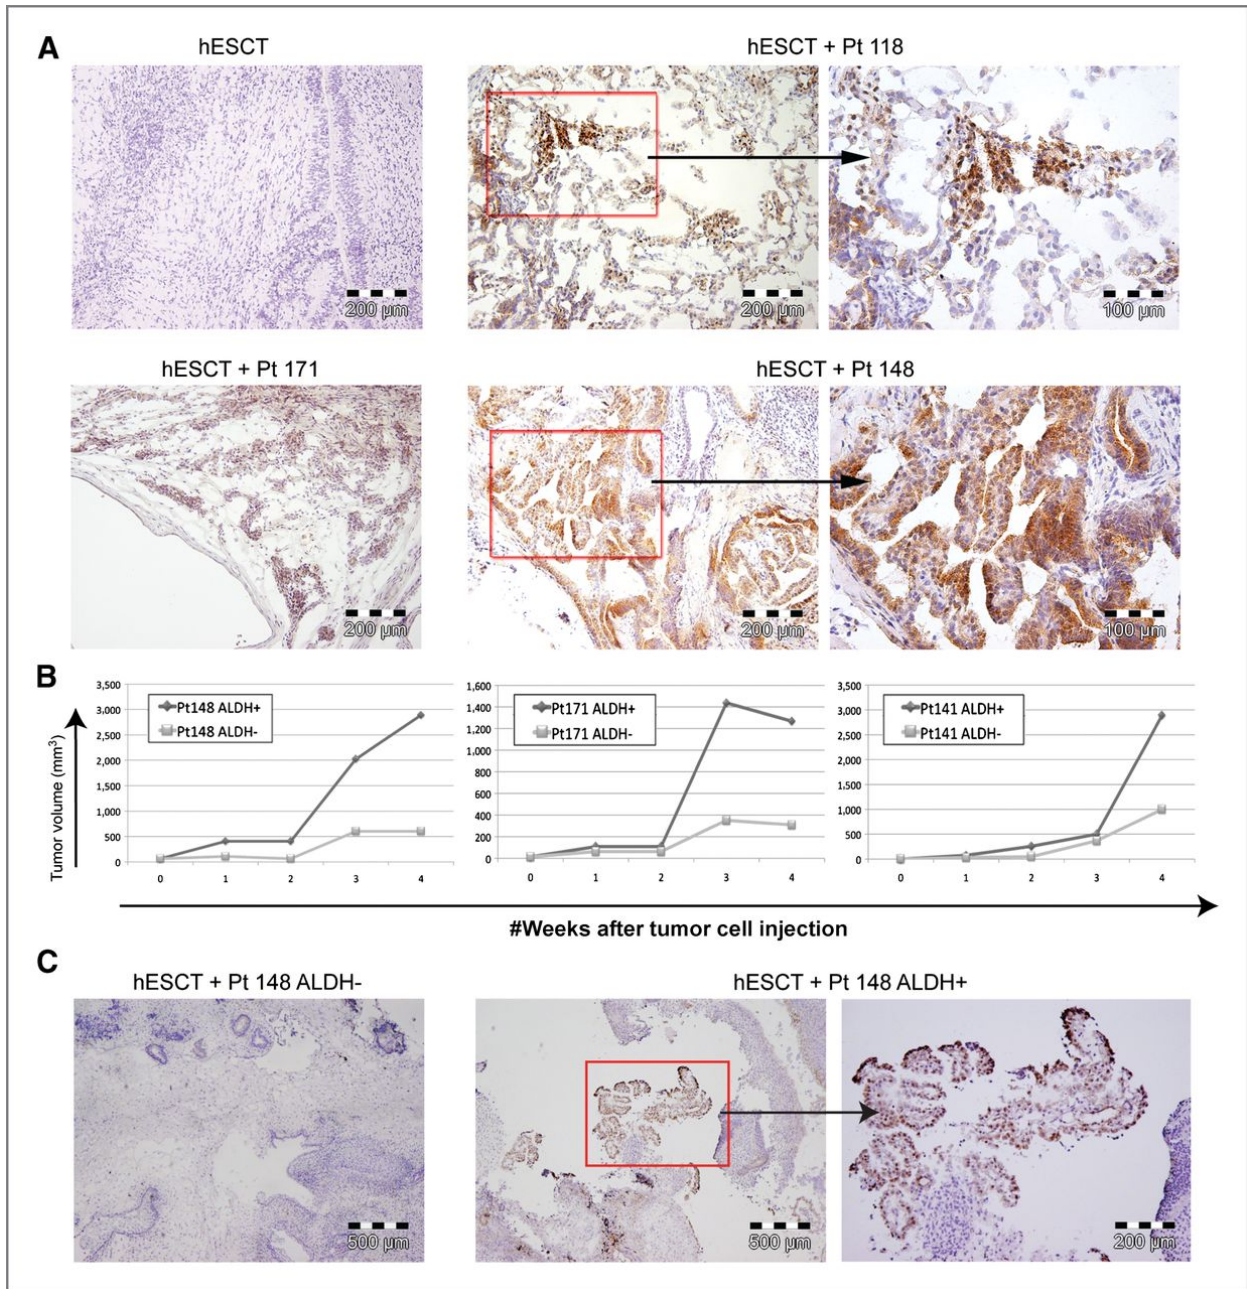 A
hESCT
hESCT + Pt 118
200 µm
200 µm
100 µm
hESCT + Pt 171
hESCT + Pt 148
200 µm
200 µm
100 µm
B
Tumor volume (mm³)
3,500
3,000
2,500
2,000
1,500
1,000
500
0
0 1 2 3 4
Pt148 ALDH+
Pt148 ALDH-
1,600
1,400
1,200
1,000
800
600
400
200
0
0 1 2 3 4
Pt171 ALDH+
Pt171 ALDH-
3,500
3,000
2,500
2,000
1,500
1,000
500
0
0 1 2 3 4
Pt141 ALDH+
Pt141 ALDH-
#Weeks after tumor cell injection
C
hESCT + Pt 148 ALDH-
hESCT + Pt 148 ALDH+
500 µm
500 µm
200 µm